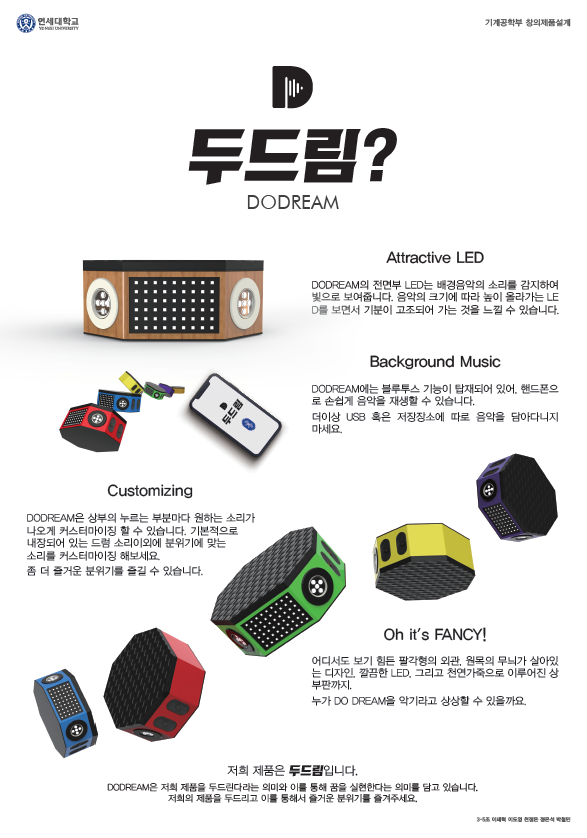 연세대학교
YONSEI UNIVERSITY
기계공학부 창의제품설계
D
두드림?
DODREAM
Attractive LED
DODREAM의 전면부 LED는 배경음악의 소리를 감지하여
빛으로 보여줍니다. 음악의 크기에 따라 높이 올라가는 LE
D를 보면서 기분이 고조되어 가는 것을 느낄 수 있습니다.
Background Music
DODREAM에는 블루투스 기능이 탑재되어 있어, 핸드폰으
로 손쉽게 음악을 재생할 수 있습니다.
더이상 USB 혹은 저장장소에 따로 음악을 담아다니지
마세요.
D
두드림
Customizing
DODREAM은 상부의 누르는 부분마다 원하는 소리가
나오게 커스터마이징 할 수 있습니다. 기본적으로
내장되어 있는 드럼 소리이외에 분위기에 맞는
소리를 커스터마이징 해보세요.
좀 더 즐거운 분위기를 즐길 수 있습니다.
Oh it's FANCY!
어디서도 보기 힘든 팔각형의 외관, 원목의 무늬가 살아있
는 디자인, 깔끔한 LED, 그리고 천연가죽으로 이루어진 상
부판까지.
누가 DO DREAM을 악기라고 상상할 수 있을까요.
저희 제품은 두드림입니다.
DODREAM은 저희 제품을 두드린다라는 의미와 이를 통해 꿈을 실현한다는 의미를 담고 있습니다.
저희의 제품을 두드리고 이를 통해서 즐거운 분위기를 즐겨주세요.
3-5조